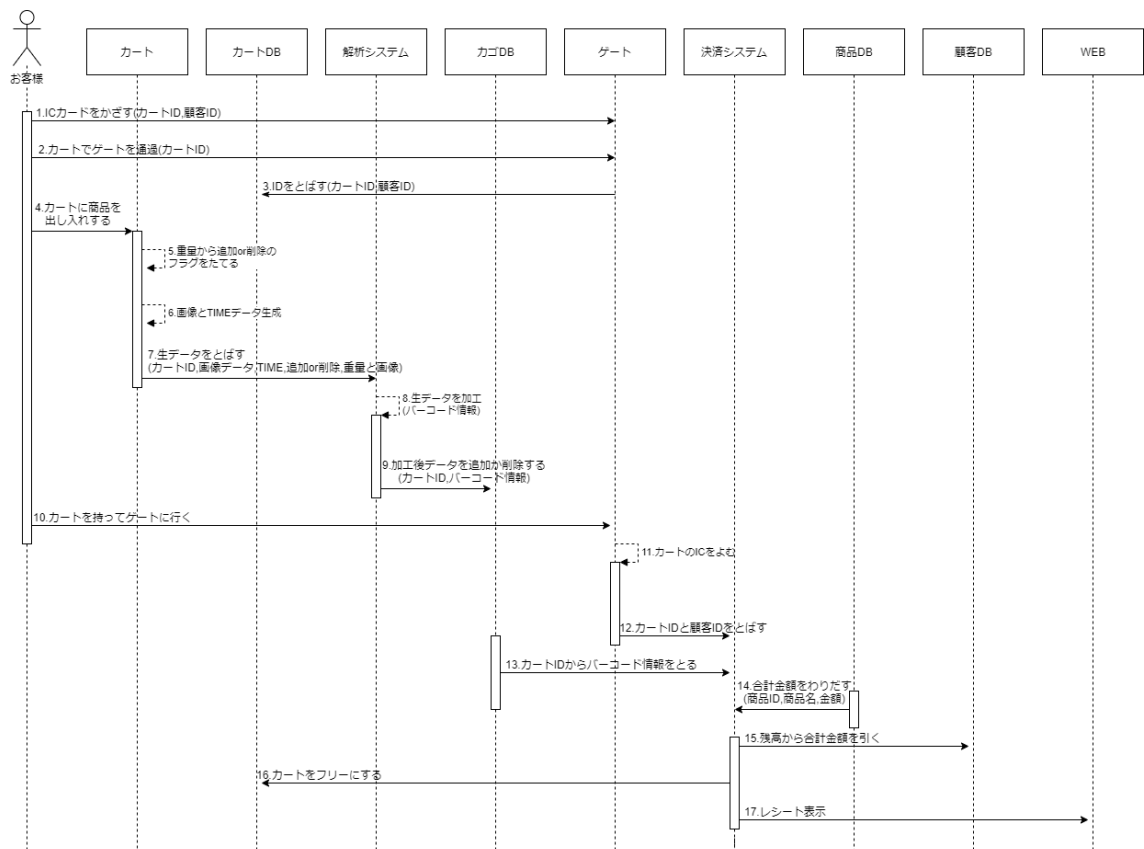 お客様
カート
カートDB
解析システム
カゴDB
ゲート
決済システム
商品DB
顧客DB
WEB
1.ICカードをかざす(カートID,顧客ID)
2.カートでゲートを通過(カートID)
3.IDをとばす(カートID,顧客ID)
4.カートに商品を
出し入れする
5.重量から追加or削除の
フラグをたてる
6.画像とTIMEデータ生成
7.生データをとばす
(カートID,画像データ,TIME,追加or削除,重量と画像)
8.生データを加工
(バーコード情報)
9.加工後データを追加か削除する
(カートID,バーコード情報)
10.カートを持ってゲートに行く
11.カートのICをよむ
12.カートIDと顧客IDをとばす
13.カートIDからバーコード情報をとる
14.合計金額をわりだす
(商品ID,商品名,金額)
15.残高から合計金額を引く
16.カートをフリーにする
17.レシート表示